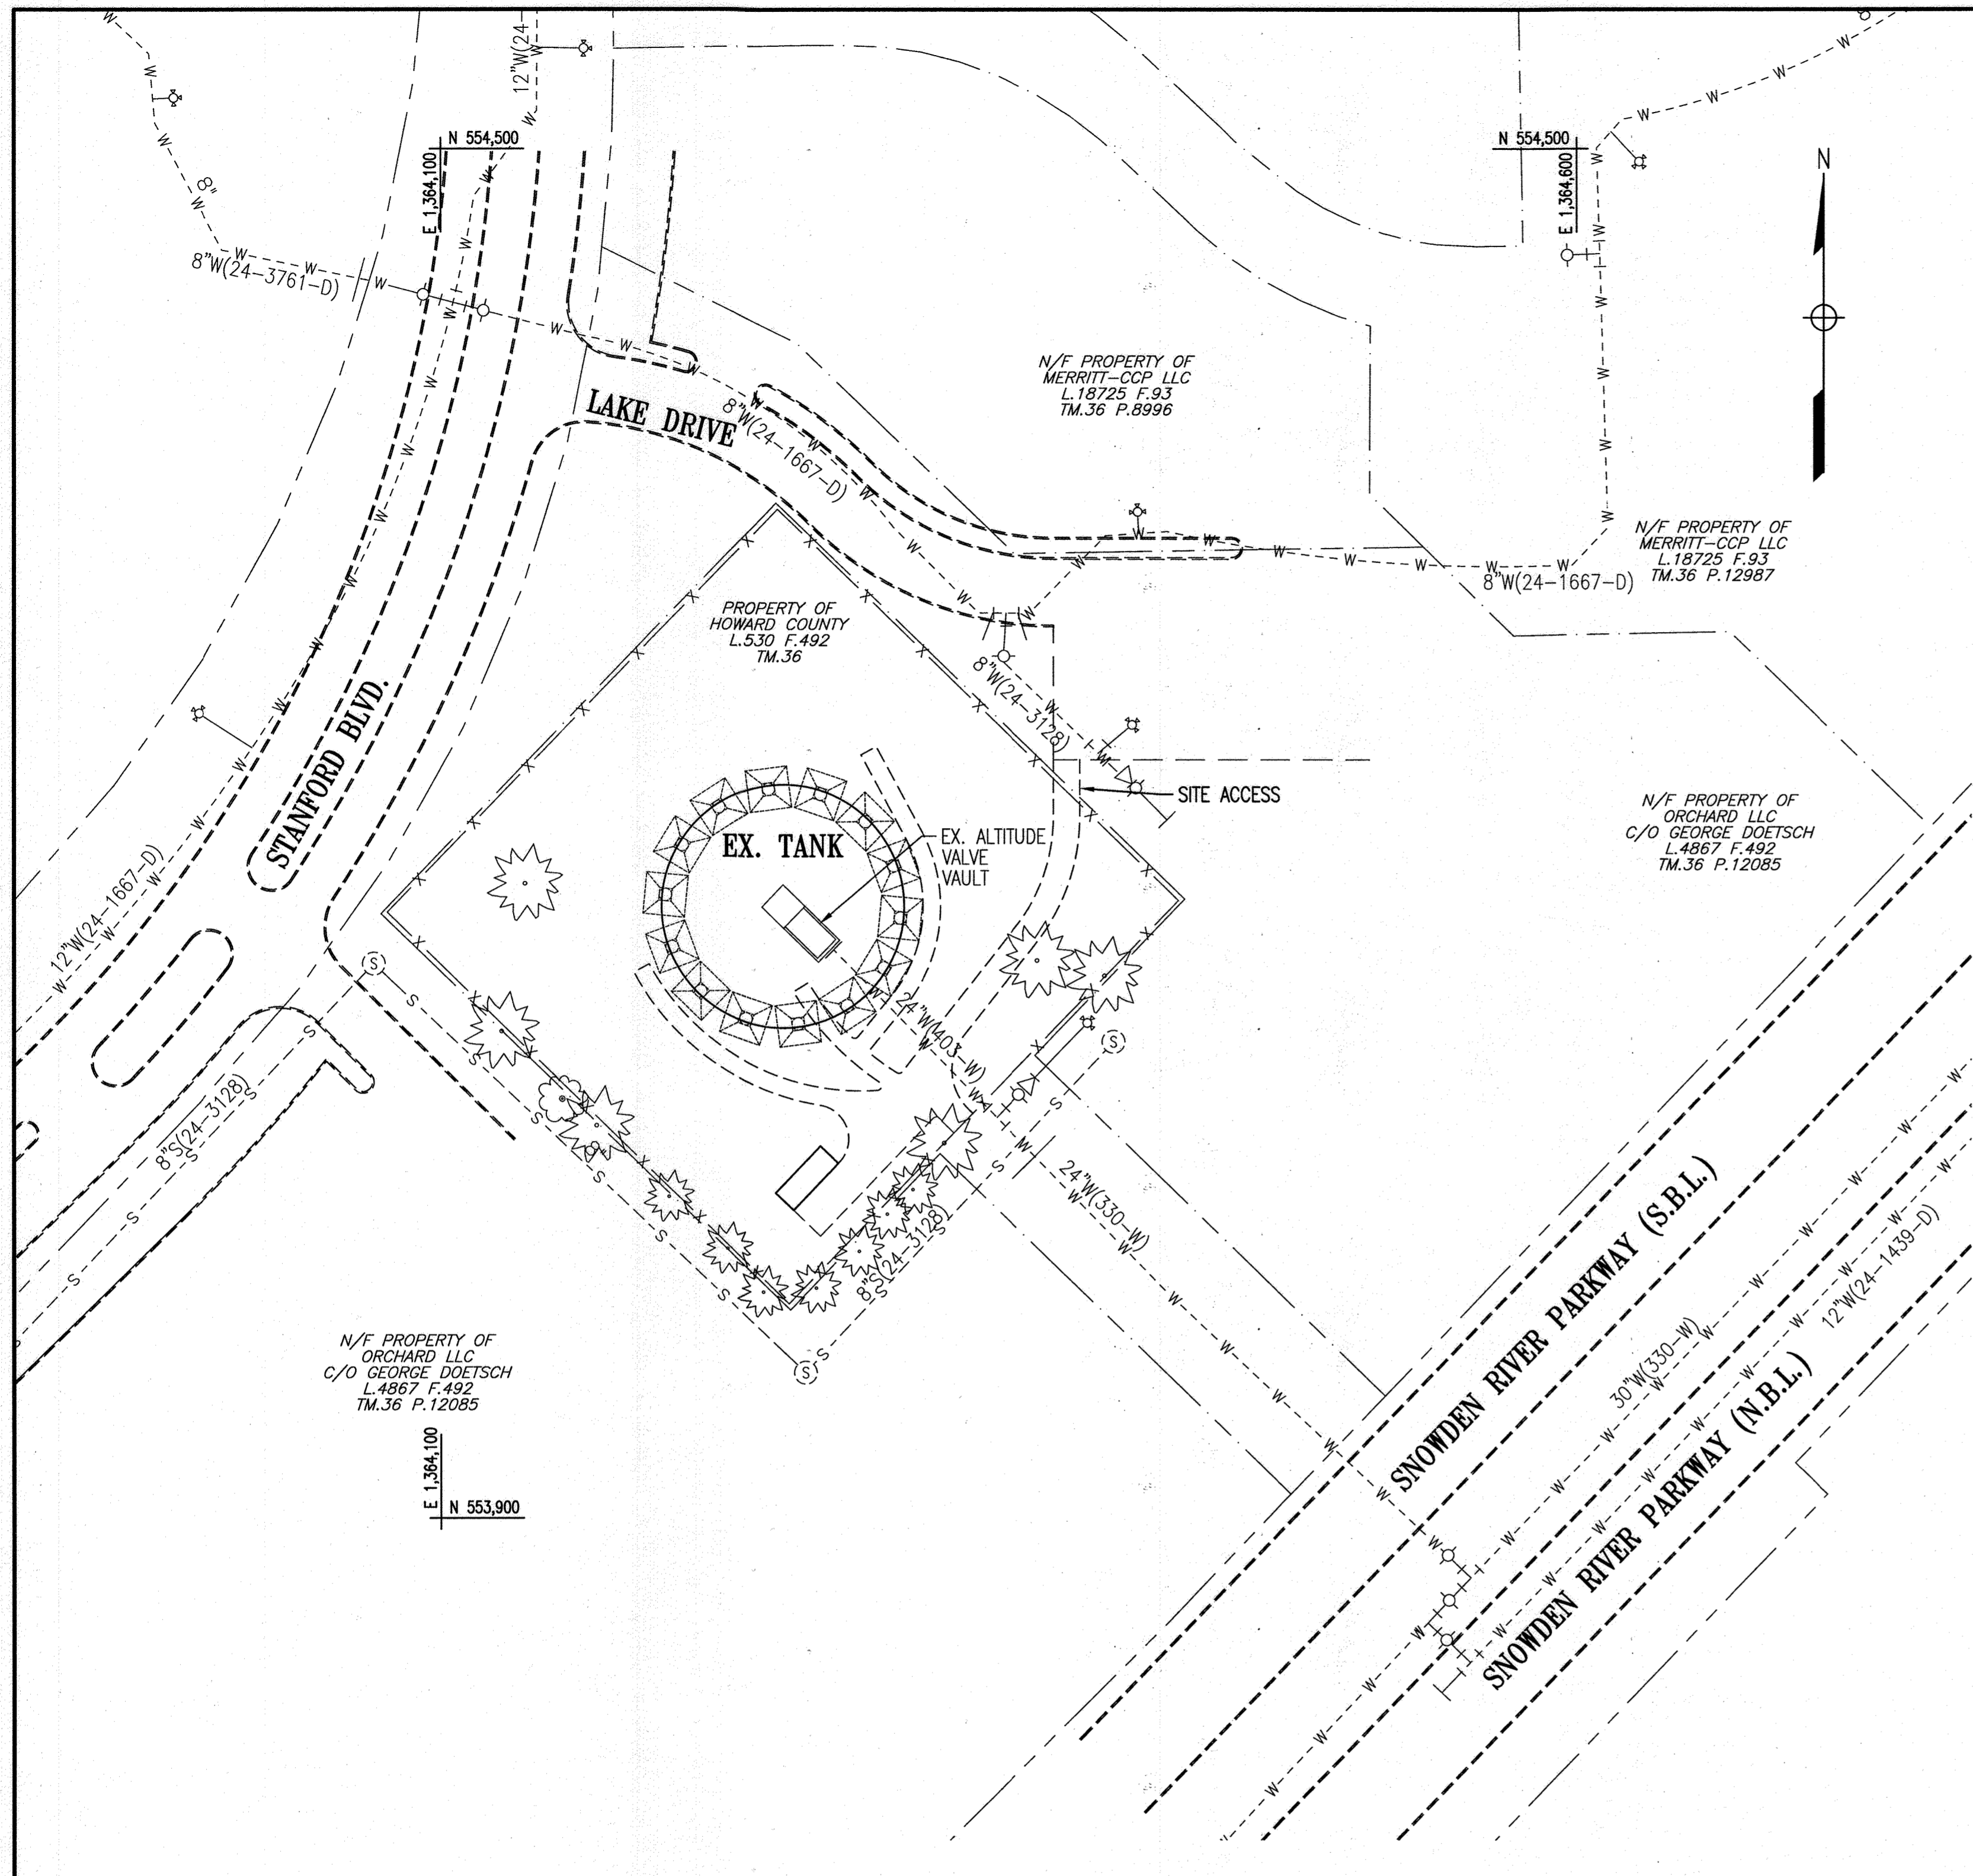 12"W(24-
8
N 554,500
E 1,364,100
N 554,500
E 1,364,600
N
8"
8"W(24-3761-D)
LAKE DRIVE
8"W(24-1667-D)
N/F PROPERTY OF
MERRITT-CCP LLC
L.18725 F.93
TM.36 P.8996
N/F PROPERTY OF
MERRITT-CCP LLC
L.18725 F.93
TM.36 P.12987
8"W(24-1667-D)
PROPERTY OF
HOWARD COUNTY
L.530 F.492
TM.36
8"W(24-3128)
STANFORD BLVD.
SITE ACCESS
EX. TANK
EX. ALTITUDE
VALVE
VAULT
N/F PROPERTY OF
ORCHARD LLC
C/O GEORGE DOETSCH
L.4867 F.492
TM.36 P.12085
12"W(24-1667-D)
24"W(403-W)
8"S(24-3128)
24"W(330-W)
8"S(24-3128)
SNOWDEN RIVER PARKWAY (S.B.L.)
30"W(330-W)
12"W(24-1439-D)
SNOWDEN RIVER PARKWAY (N.B.L.)
N/F PROPERTY OF
ORCHARD LLC
C/O GEORGE DOETSCH
L.4867 F.492
TM.36 P.12085
E 1,364,100
N 553,900